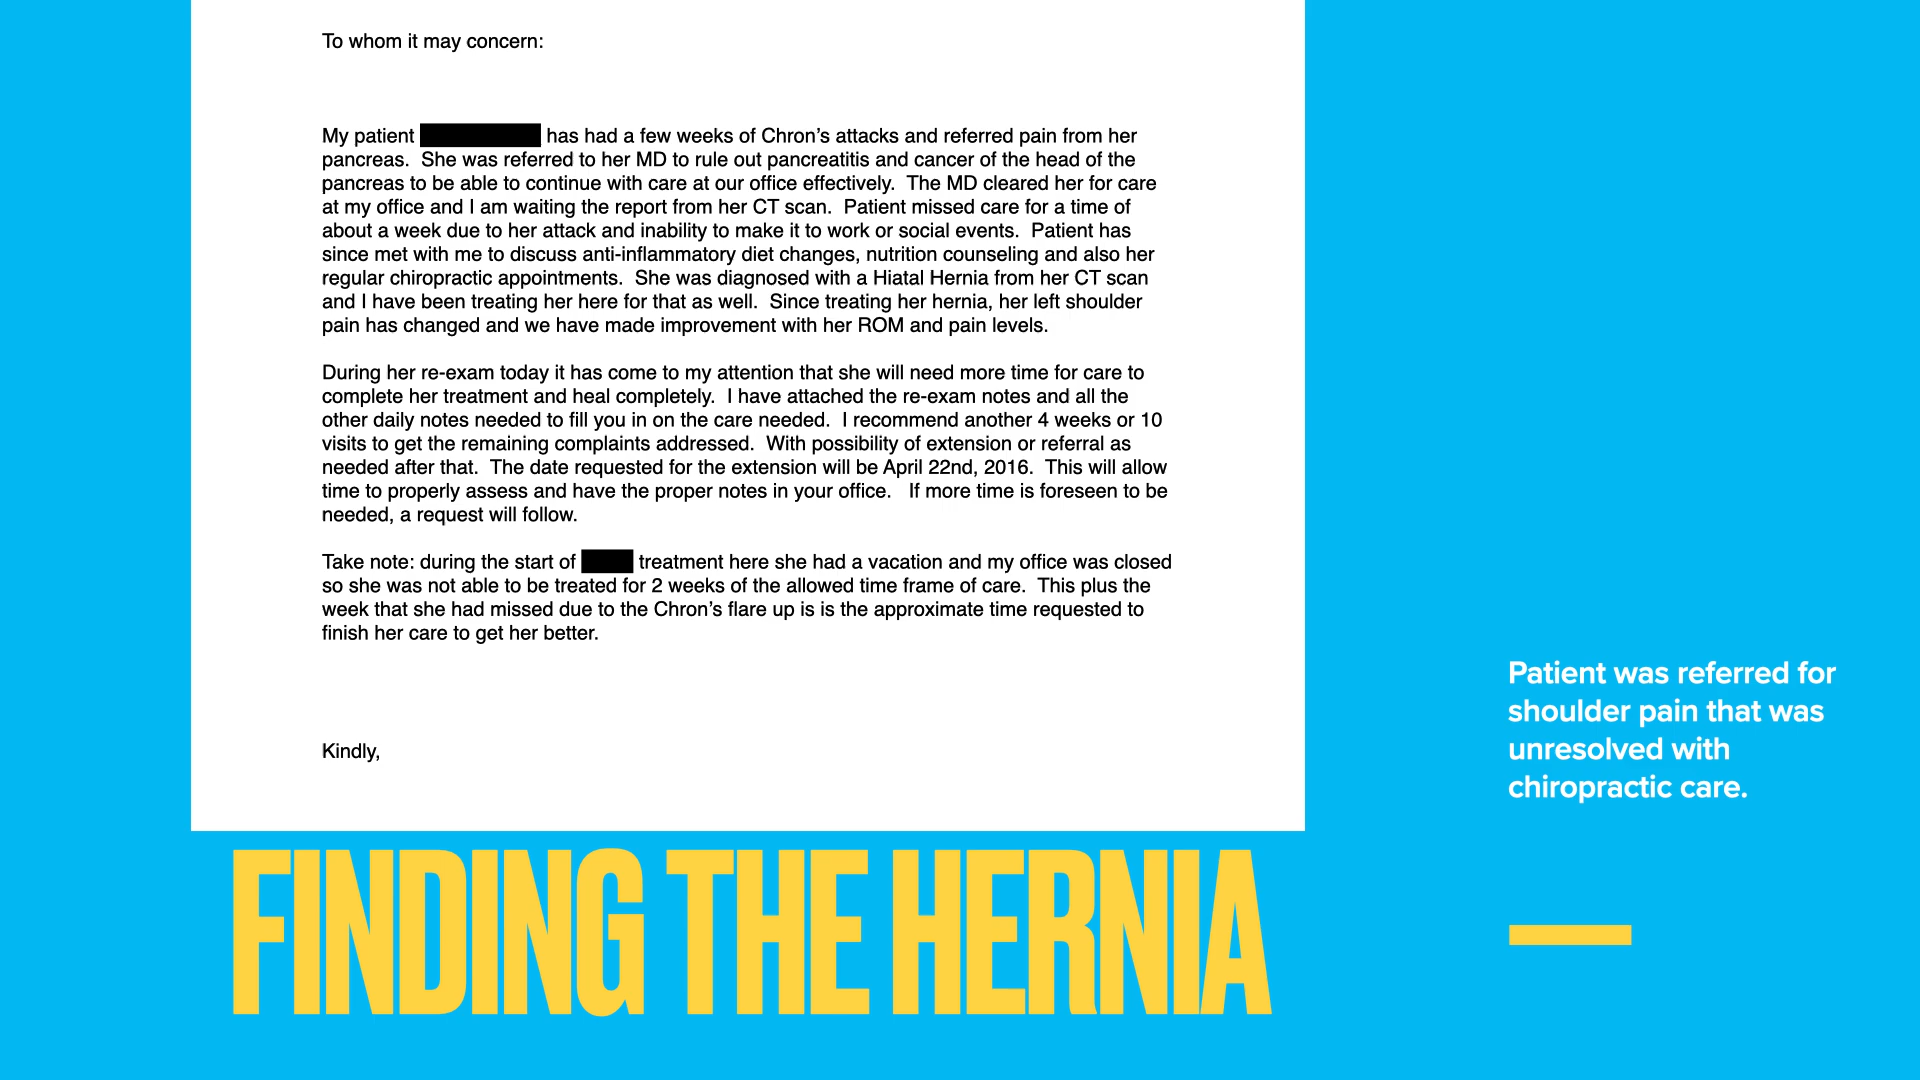 To whom it may concern:
My patient has had a few weeks of Chron's attacks and referred pain from her
pancreas.  She was referred to her MD to rule out pancreatitis and cancer of the head of the
pancreas to be able to continue with care at our office effectively.  The MD cleared her for care
at my office and I am waiting the report from her CT scan.  Patient missed care for a time of
about a week due to her attack and inability to make it to work or social events.  Patient has
since met with me to discuss anti-inflammatory diet changes, nutrition counseling and also her
regular chiropractic appointments.  She was diagnosed with a Hiatal Hernia from her CT scan
and I have been treating her here for that as well.  Since treating her hernia, her left shoulder
pain has changed and we have made improvement with her ROM and pain levels.
During her re-exam today it has come to my attention that she will need more time for care to
complete her treatment and heal completely.  I have attached the re-exam notes and all the
other daily notes needed to fill you in on the care needed.  I recommend another 4 weeks or 10
visits to get the remaining complaints addressed.  With possibility of extension or referral as
needed after that.  The date requested for the extension will be April 22nd, 2016.  This will allow
time to properly assess and have the proper notes in your office.   If more time is foreseen to be
needed, a request will follow.
Take note: during the start of treatment here she had a vacation and my office was closed
so she was not able to be treated for 2 weeks of the allowed time frame of care.  This plus the
week that she had missed due to the Chron's flare up is is the approximate time requested to
finish her care to get her better.
Kindly,
Patient was referred for
shoulder pain that was
unresolved with
chiropractic care.
FINDING THE HERNIA